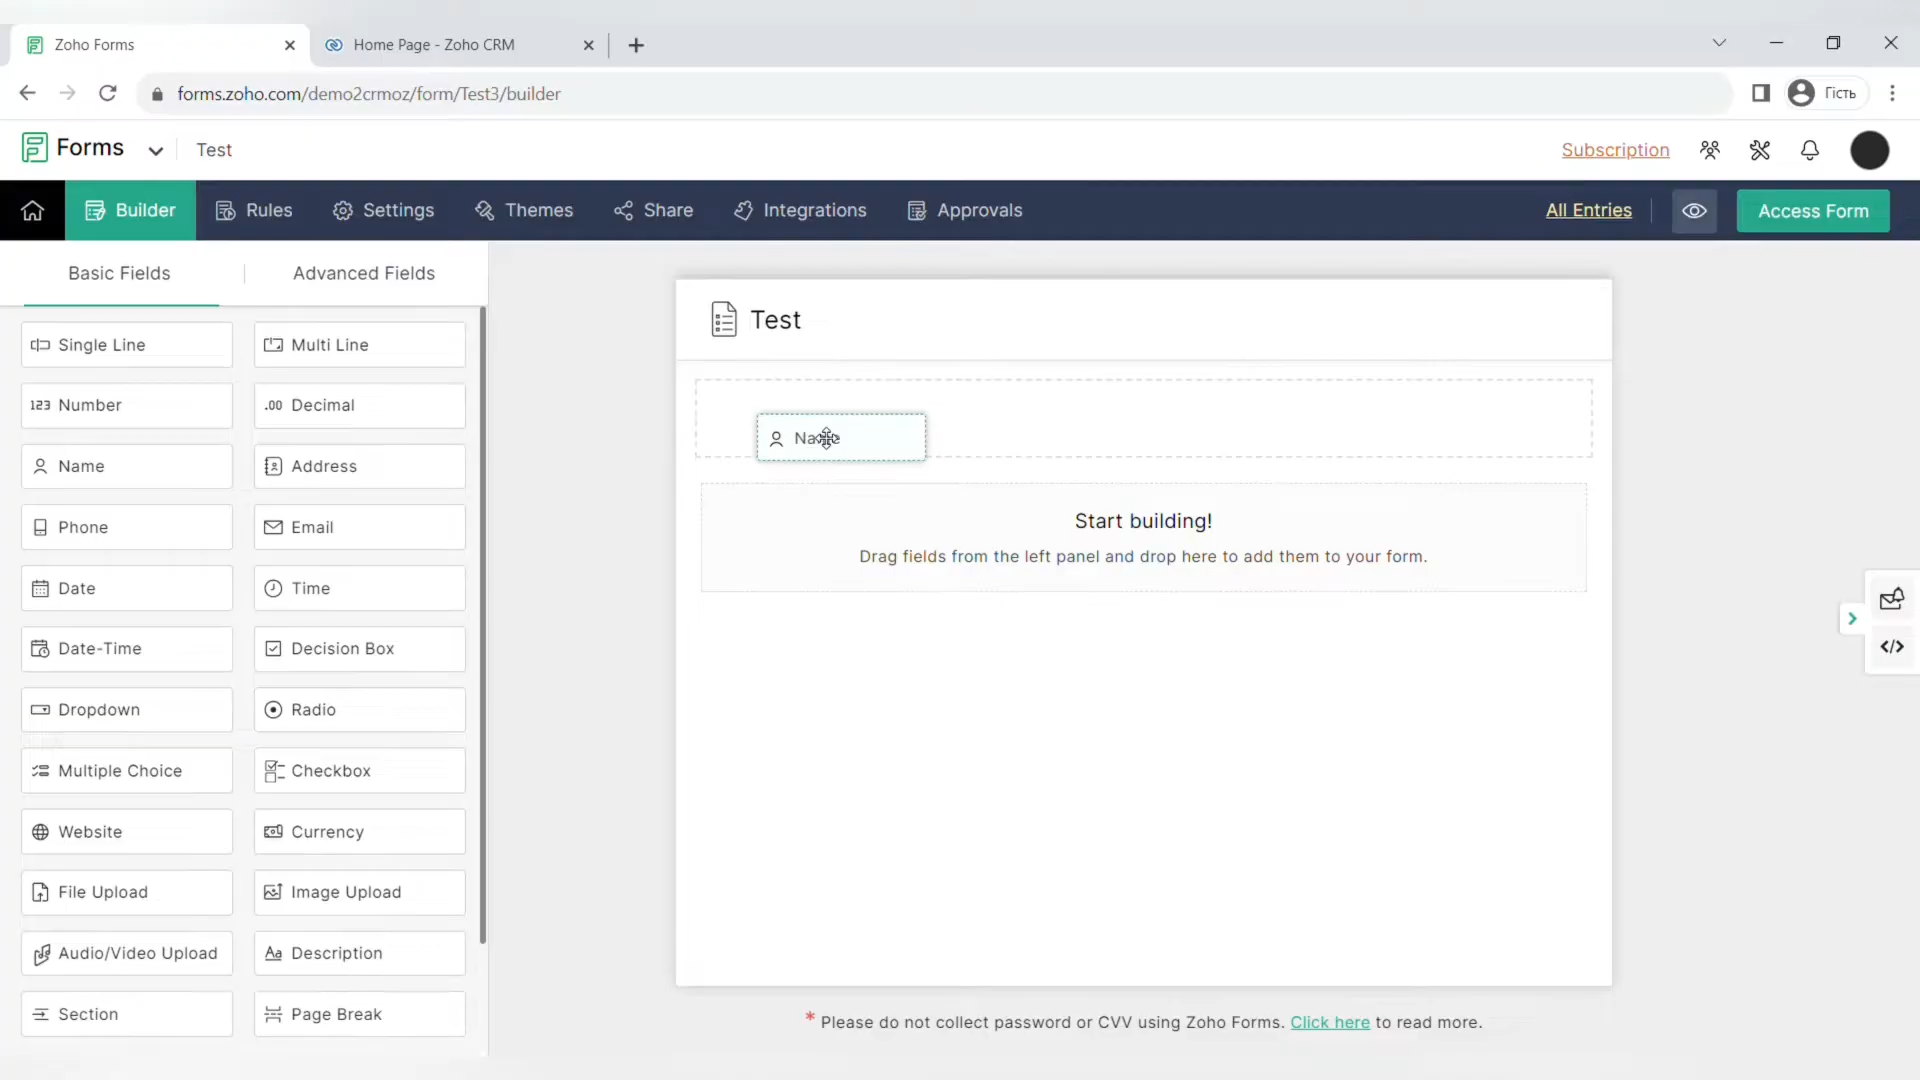 Zoho Forms
Home Page - Zoho CRM
forms.zoho.com/demo2crmoz/form/Test3/builder
Гість
Forms
Test
Subscription
Builder
Rules
Settings
Themes
Share
Integrations
Approvals
All Entries
Access Form
Basic Fields
Advanced Fields
Single Line
Multi Line
123 Number
.00 Decimal
Name
Address
Phone
Email
Date
Time
Date-Time
Decision Box
Dropdown
Radio
Multiple Choice
Checkbox
Website
Currency
File Upload
Image Upload
Audio/Video Upload
Aa Description
Section
Page Break
Test
Name
Start building!
Drag fields from the left panel and drop here to add them to your form.
* Please do not collect password or CVV using Zoho Forms. Click here to read more.